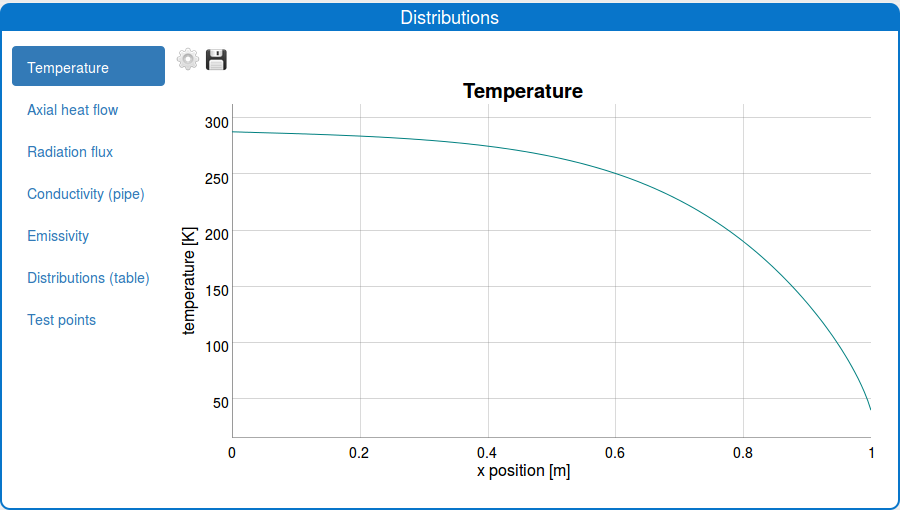 Distributions
Temperature
Axial heat flow
Radiation flux
Conductivity (pipe)
Emissivity
Distributions (table)
Test points
Temperature
temperature [K]
300
250
200
150
100
50
0 0.2 0.4 0.6 0.8 1
x position [m]